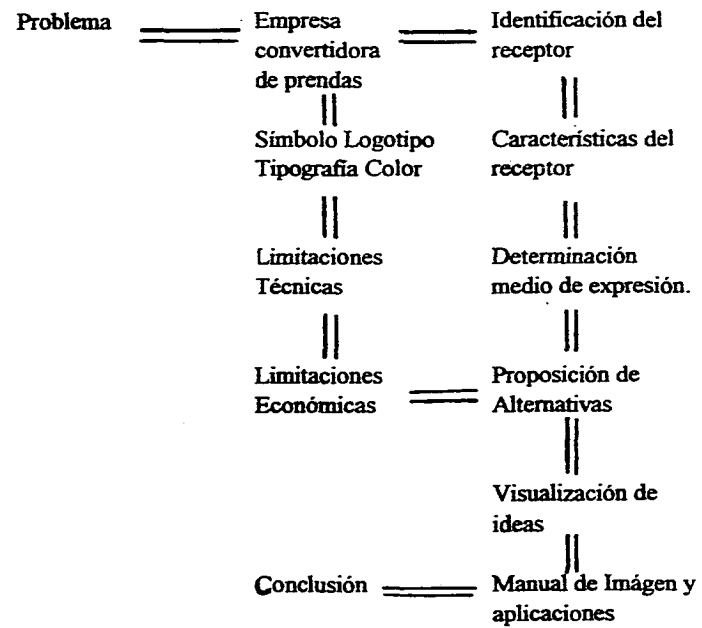 Problema
Empresa
convertidora
de prendas
Identificación del
receptor
Símbolo Logotipo
Tipografía Color
Características del
receptor
Limitaciones
Técnicas
Determinación
medio de expresión.
Limitaciones
Económicas
Proposición de
Alternativas
Visualización de
ideas
Conclusión
Manual de Imágen y
aplicaciones